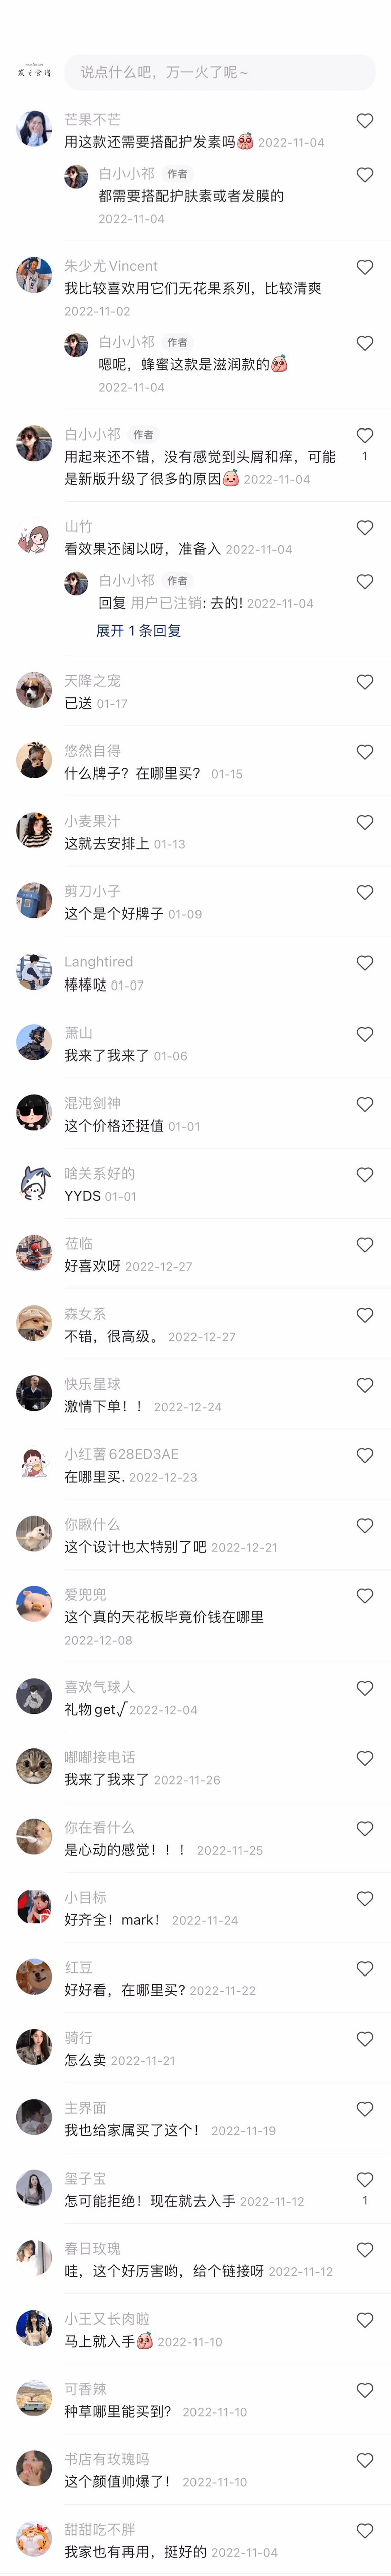 发之食谱
说点什么吧，万一火了呢~
芒果不芒
用这款还需要搭配护发素吗 2022-11-04
白小小祁 作者
都需要搭配护肤素或者发膜的
2022-11-04
朱少尤Vincent
我比较喜欢用它们无花果系列，比较清爽
2022-11-02
白小小祁 作者
嗯呢，蜂蜜这款是滋润款的
2022-11-04
白小小祁 作者
用起来还不错，没有感觉到头屑和痒，可能
1
是新版升级了很多的原因 2022-11-04
山竹
看效果还阔以呀，准备入 2022-11-04
白小小祁 作者
回复 用户已注销: 去的! 2022-11-04
展开 1 条回复
天降之宠
已送 01-17
悠然自得
什么牌子？在哪里买？ 01-15
小麦果汁
这就去安排上 01-13
剪刀小子
这个是个好牌子 01-09
Langhtired
棒棒哒 01-07
萧山
我来了我来了 01-06
混沌剑神
这个价格还挺值 01-01
啥关系好的
YYDS 01-01
莅临
好喜欢呀 2022-12-27
森女系
不错，很高级。 2022-12-27
快乐星球
激情下单！！ 2022-12-24
小红薯628ED3AE
在哪里买. 2022-12-23
你瞅什么
这个设计也太特别了吧 2022-12-21
爱兜兜
这个真的天花板毕竟价钱在哪里
2022-12-08
喜欢气球人
礼物get√ 2022-12-04
嘟嘟接电话
我来了我来了 2022-11-26
你在看什么
是心动的感觉！！！ 2022-11-25
小目标
好齐全！mark！ 2022-11-24
红豆
好好看，在哪里买? 2022-11-22
骑行
怎么卖 2022-11-21
主界面
我也给家属买了这个！ 2022-11-19
玺子宝
怎可能拒绝！现在就去入手 2022-11-12
1
春日玫瑰
哇，这个好厉害哟，给个链接呀 2022-11-12
小王又长肉啦
马上就入手 2022-11-10
可香辣
种草哪里能买到？ 2022-11-10
书店有玫瑰吗
这个颜值帅爆了！ 2022-11-10
甜甜吃不胖
我家也有再用，挺好的 2022-11-04